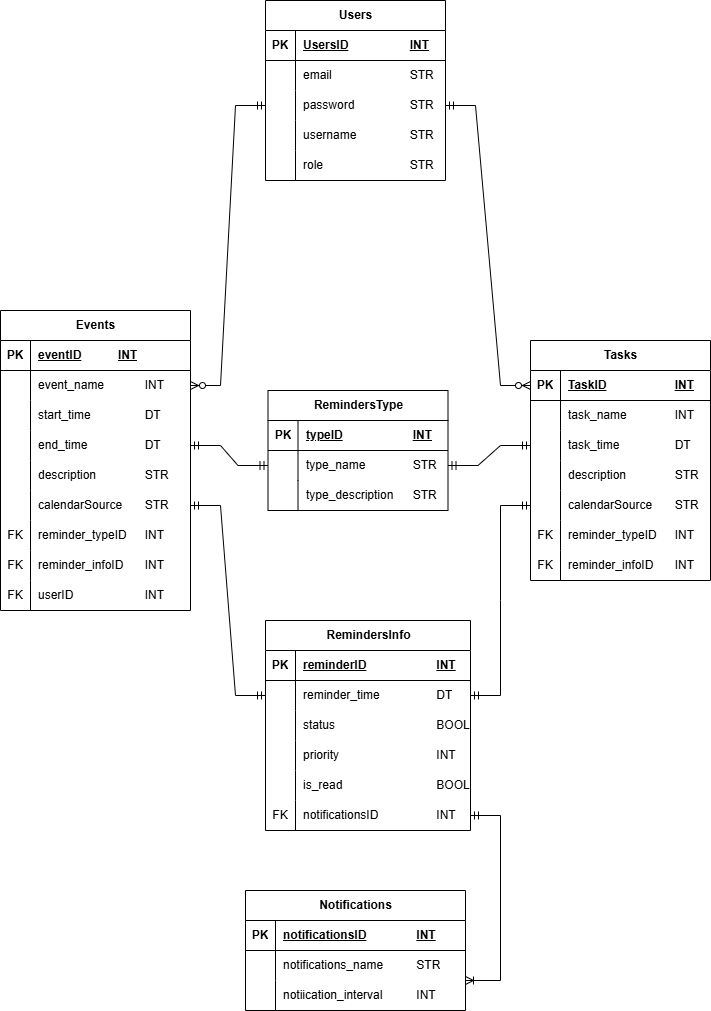 Users
PK UsersID INT
email STR
password STR
username STR
role STR
Events
PK eventID INT
event_name INT
start_time DT
end_time DT
description STR
calendarSource STR
FK reminder_typeID INT
FK reminder_infoID INT
FK userID INT
RemindersType
PK typeID INT
type_name STR
type_description STR
Tasks
PK TaskID INT
task_name INT
task_time DT
description STR
calendarSource STR
FK reminder_typeID INT
FK reminder_infoID INT
RemindersInfo
PK reminderID INT
reminder_time DT
status BOOL
priority INT
is_read BOOL
FK notificationsID INT
Notifications
PK notificationsID INT
notifications_name STR
notiication_interval INT